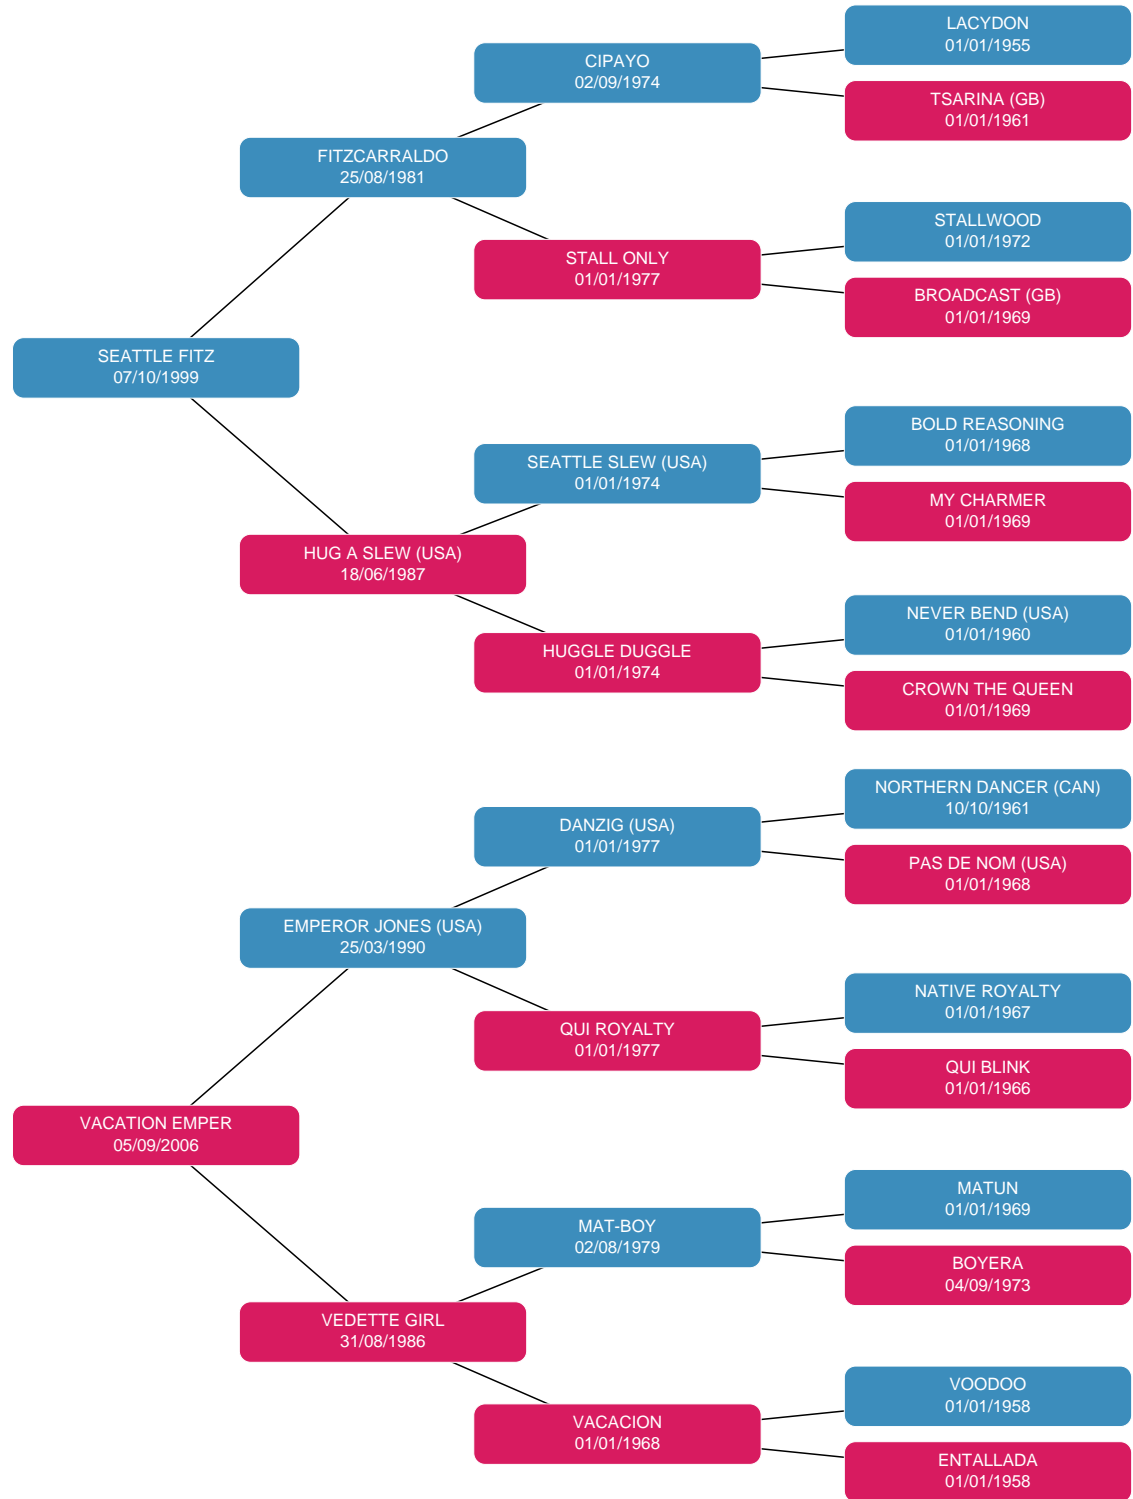 LACYDON
01/01/1955
CIPAYO
02/09/1974
TSARINA (GB)
01/01/1961
FITZCARRALDO
25/08/1981
STALLWOOD
01/01/1972
STALL ONLY
01/01/1977
BROADCAST (GB)
01/01/1969
SEATTLE FITZ
07/10/1999
BOLD REASONING
01/01/1968
SEATTLE SLEW (USA)
01/01/1974
MY CHARMER
01/01/1969
HUG A SLEW (USA)
18/06/1987
NEVER BEND (USA)
01/01/1960
HUGGLE DUGGLE
01/01/1974
CROWN THE QUEEN
01/01/1969
NORTHERN DANCER (CAN)
10/10/1961
DANZIG (USA)
01/01/1977
PAS DE NOM (USA)
01/01/1968
EMPEROR JONES (USA)
25/03/1990
NATIVE ROYALTY
01/01/1967
QUI ROYALTY
01/01/1977
QUI BLINK
01/01/1966
VACATION EMPER
05/09/2006
MATUN
01/01/1969
MAT-BOY
02/08/1979
BOYERA
04/09/1973
VEDETTE GIRL
31/08/1986
VOODOO
01/01/1958
VACACION
01/01/1968
ENTALLADA
01/01/1958